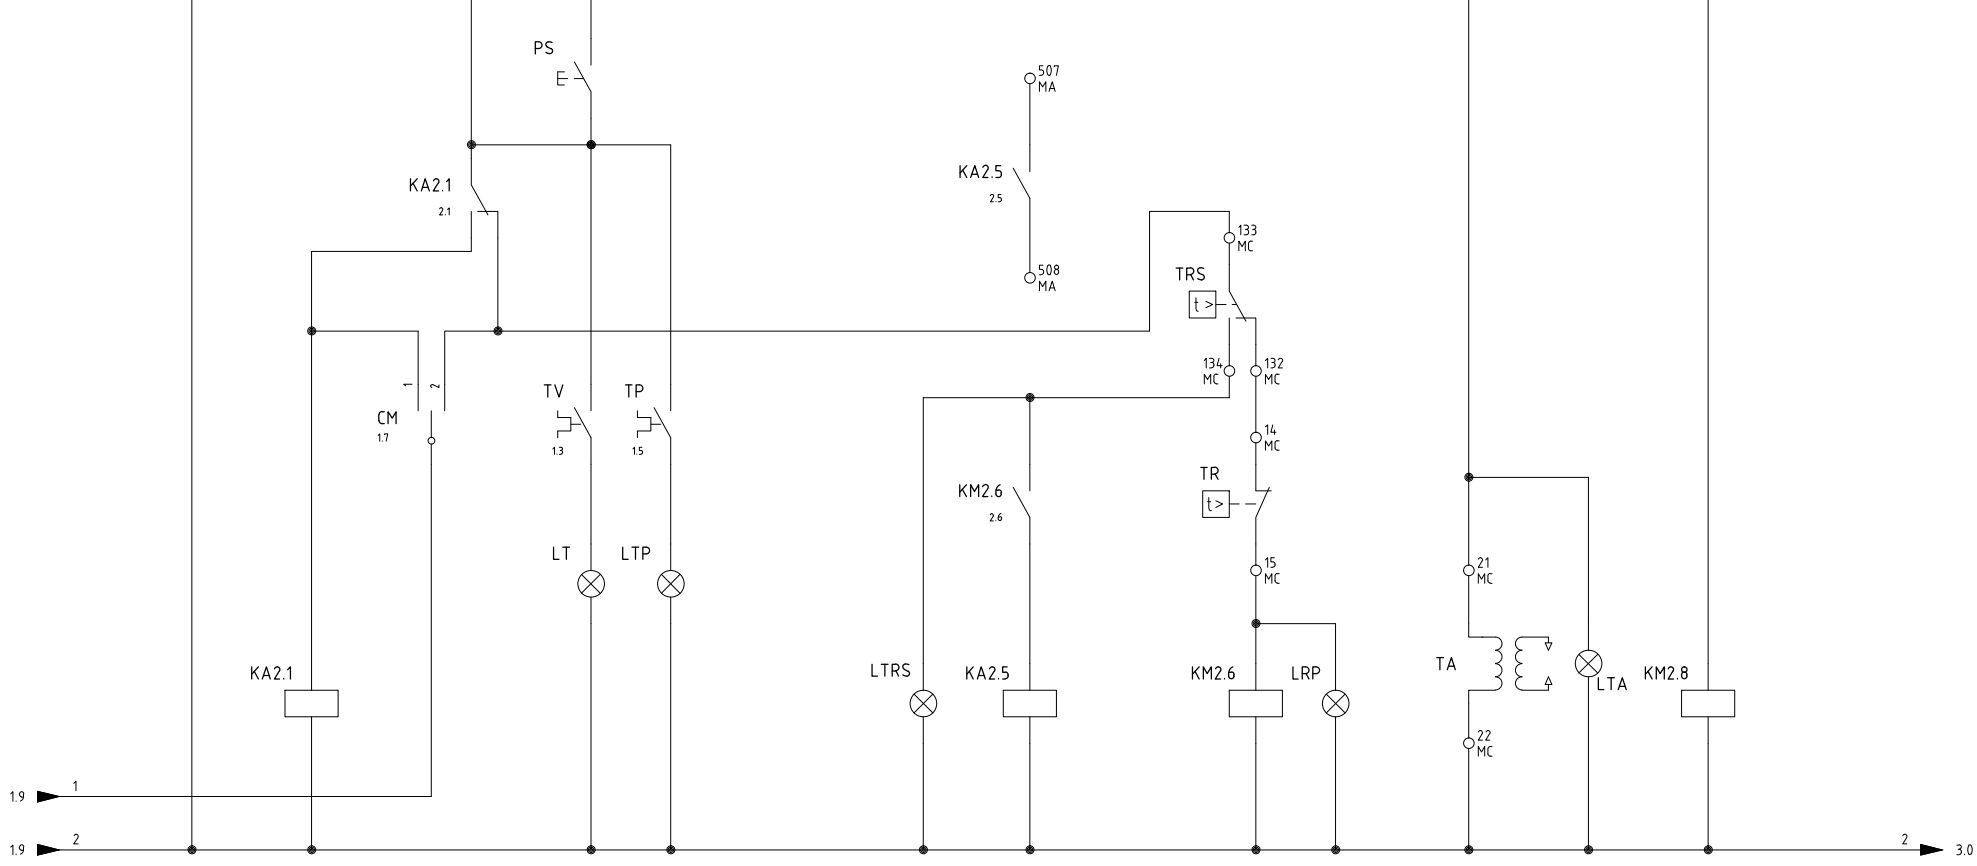 PS
507
MA
KA2.1
2.1
KA2.5
2.5
133
MC
508
MA
TRS
t >
134
MC
132
MC
1
2
CM
1.7
TV
1.3
TP
1.5
14
MC
TR
t>
KM2.6
2.6
LT
LTP
15
MC
21
MC
KA2.1
LTRS
KA2.5
KM2.6
LRP
TA
LTA
KM2.8
22
MC
1.9
1
1.9
2
2
3.0